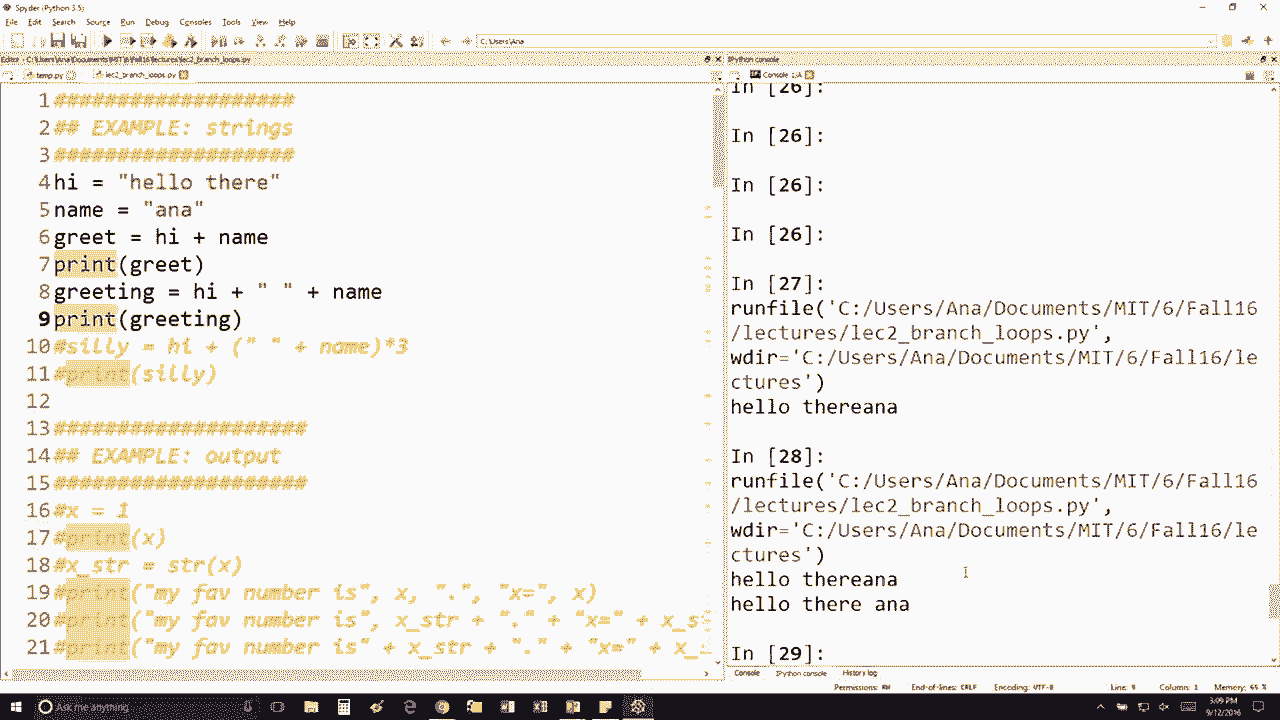 Spyder (Python 3.5)
File Edit Search Source Run Debug Consoles Tools View Help
C:\Users\Ana
Editor - C:\Users\Ana\Documents\MIT\6\Fall16\lectures\lec2_branch_loops.py
temp.py
lec2_branch_loops.py
1 ###################
2 ## EXAMPLE: strings
3 ###################
4 hi = "hello there"
5 name = "ana"
6 greet = hi + name
7 print(greet)
8 greeting = hi + " " + name
9 print(greeting)
10 #silly = hi + (" " + name)*3
11 #print(silly)
12
13 ####################
14 ## EXAMPLE: output
15 ####################
16 #x = 1
17 #print(x)
18 #x_str = str(x)
19 #print("my fav number is", x, ".", "x=", x)
20 #print("my fav number is", x_str + "." + "x=" + x_s
21 #print("my fav number is" + x_str + "." + "x=" + x_
IPython console
Console 1/A
In [26]:
In [26]:
In [26]:
In [26]:
In [27]:
runfile('C:/Users/Ana/Documents/MIT/6/Fall16
/lectures/lec2_branch_loops.py',
wdir='C:/Users/Ana/Documents/MIT/6/Fall16/le
ctures')
hello thereana
In [28]:
runfile('C:/Users/Ana/Documents/MIT/6/Fall16
/lectures/lec2_branch_loops.py',
wdir='C:/Users/Ana/Documents/MIT/6/Fall16/le
ctures')
hello thereana
hello there ana
In [29]:
Console IPython console History log
Permissions: RW End-of-lines: CRLF Encoding: UTF-8 Line: 9 Column: 1 Memory: 65 %
Ask me anything
3:09 PM
9/12/2016